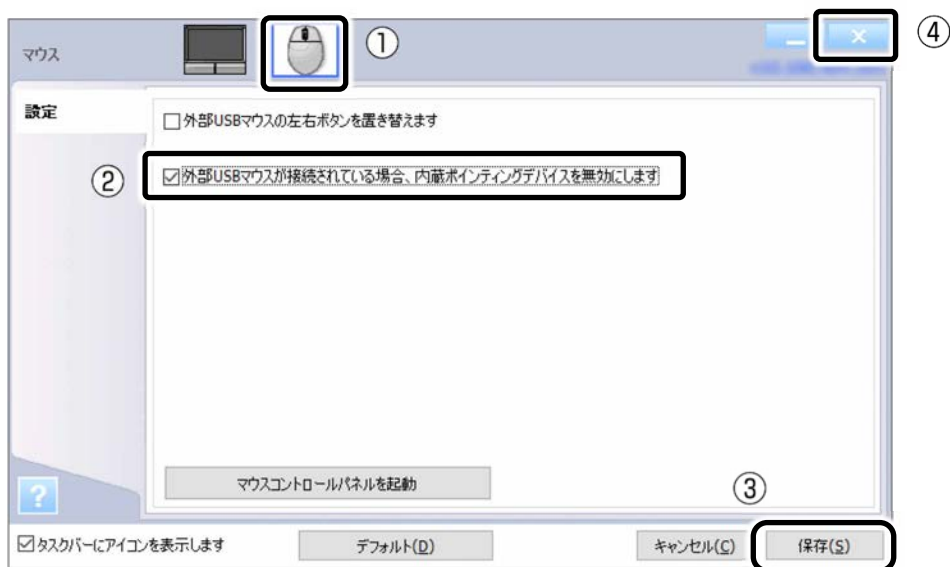 マウス
①
④
設定
外部USBマウスの左右ボタンを置き替えます
②
外部USBマウスが接続されている場合、内蔵ポインティングデバイスを無効にします
マウスコントロールパネルを起動
③
?
タスクバーにアイコンを表示します
デフォルト(D)
キャンセル(C)
保存(S)